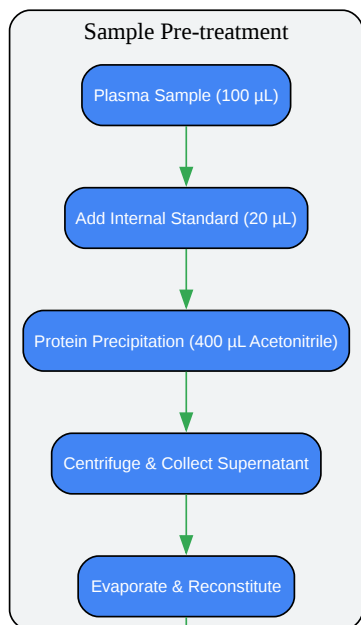 Sample Pre-treatment
Plasma Sample (100 µL)
Add Internal Standard (20 µL)
Protein Precipitation (400 µL Acetonitrile)
Centrifuge & Collect Supernatant
Evaporate & Reconstitute